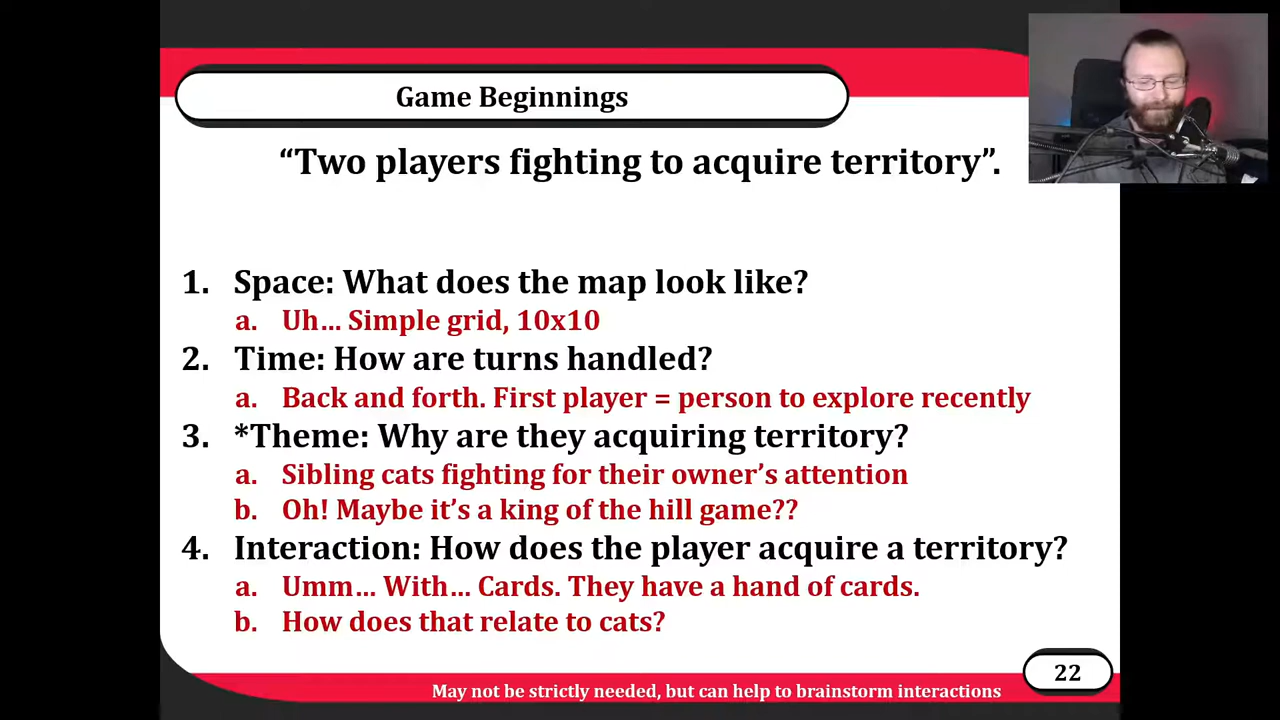 Game Beginnings
“Two players fighting to acquire territory”.
1. Space: What does the map look like?
a. Uh… Simple grid, 10x10
2. Time: How are turns handled?
a. Back and forth. First player = person to explore recently
3. *Theme: Why are they acquiring territory?
a. Sibling cats fighting for their owner’s attention
b. Oh! Maybe it’s a king of the hill game??
4. Interaction: How does the player acquire a territory?
a. Umm… With… Cards. They have a hand of cards.
b. How does that relate to cats?
22
May not be strictly needed, but can help to brainstorm interactions